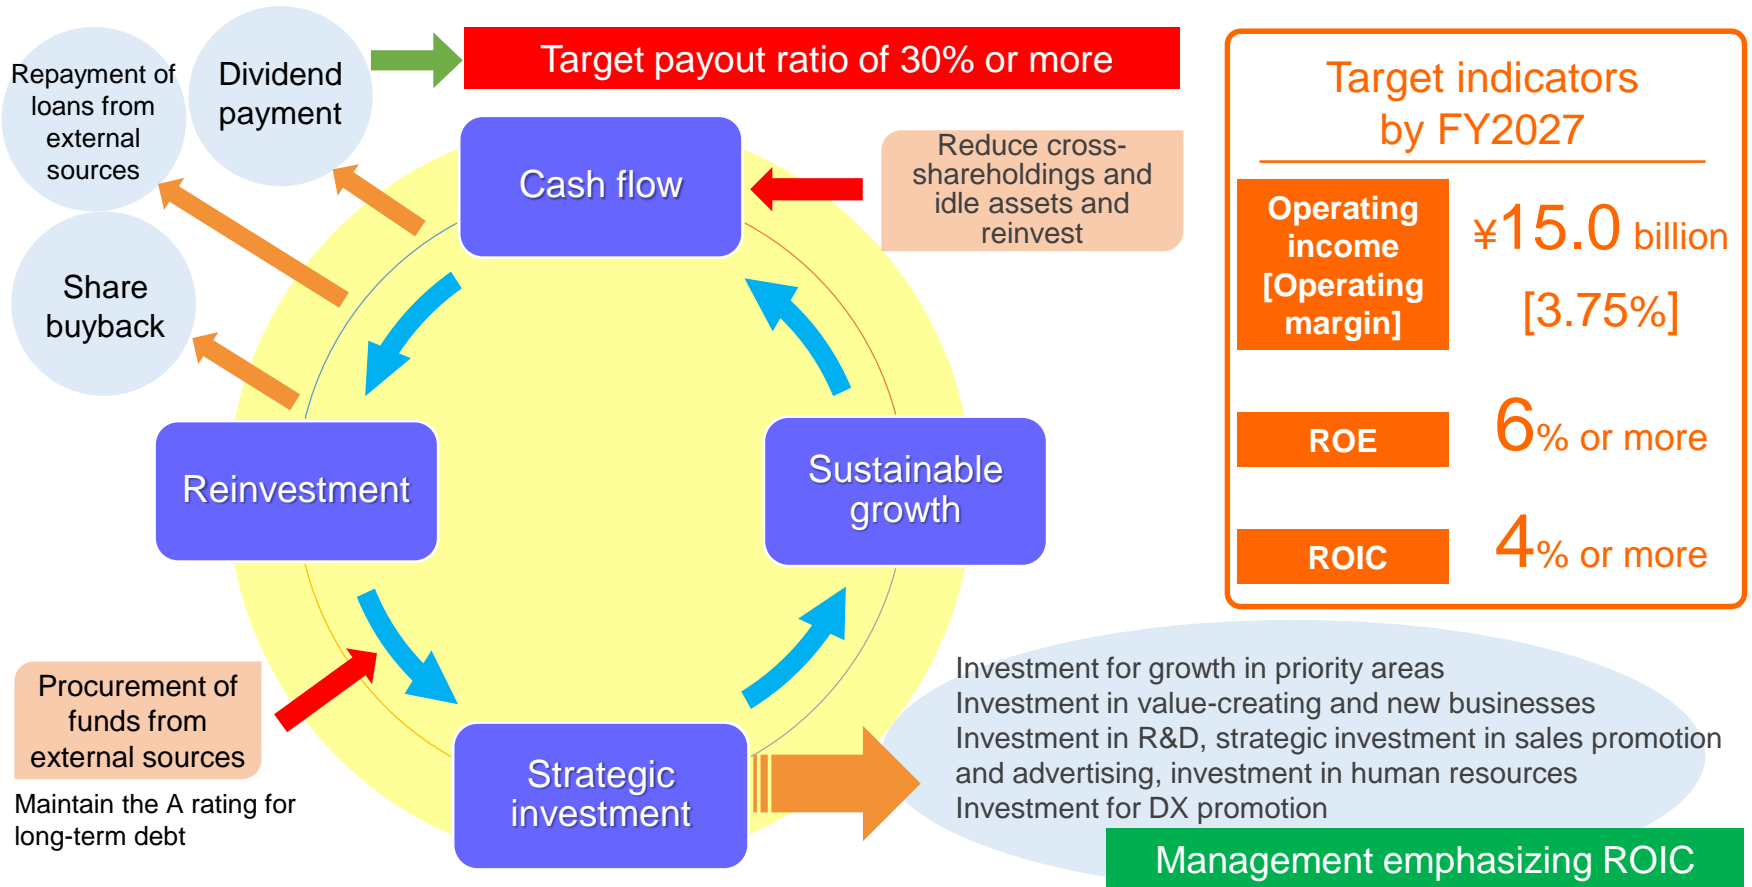 Repayment of
loans from
external
sources
Dividend
payment
Share
buyback
Target payout ratio of 30% or more
Cash flow
Reduce cross-
shareholdings and
idle assets and
reinvest
Reinvestment
Sustainable
growth
Procurement of
funds from
external sources
Maintain the A rating for
long-term debt
Strategic
investment
Investment for growth in priority areas
Investment in value-creating and new businesses
Investment in R&D, strategic investment in sales promotion
and advertising, investment in human resources
Investment for DX promotion
Management emphasizing ROIC
Target indicators
by FY2027
Operating
income
[Operating
margin]
¥15.0 billion
[3.75%]
ROE
6% or more
ROIC
4% or more